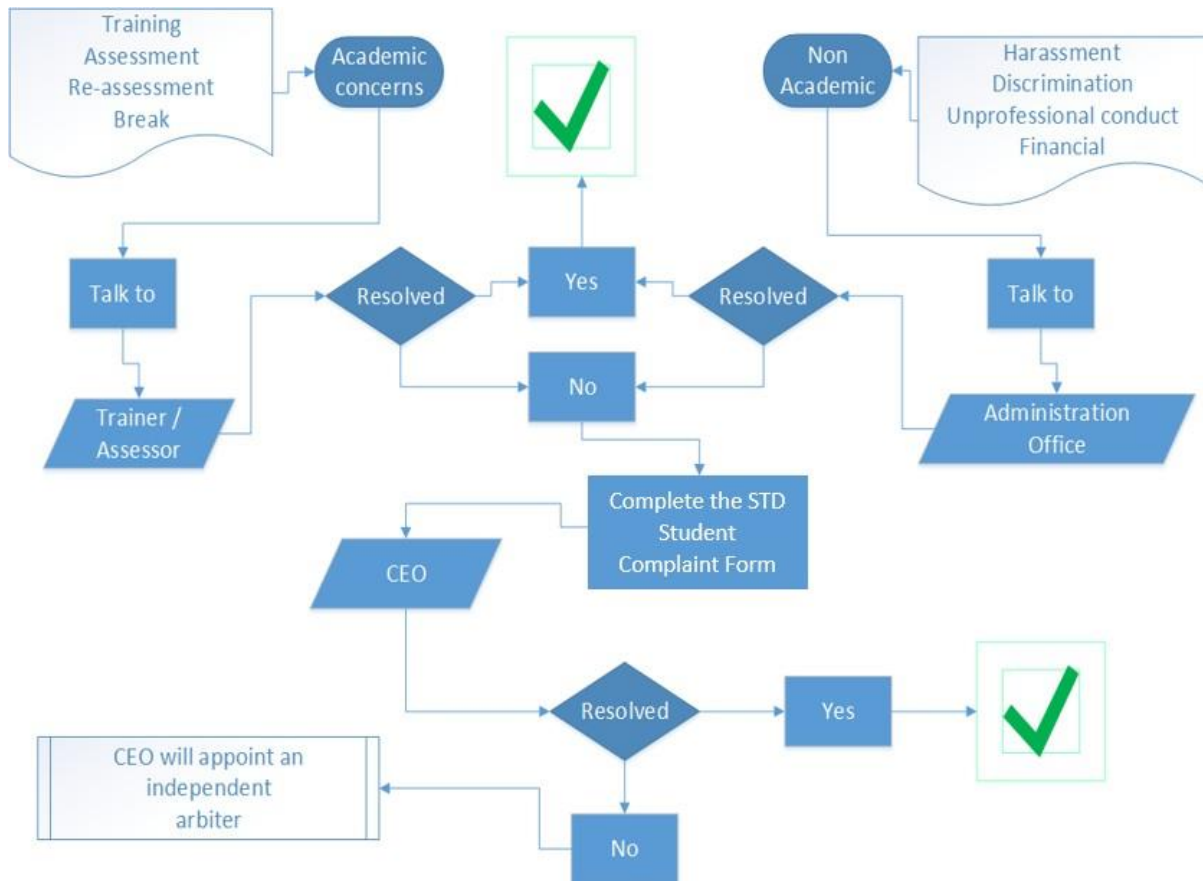 Training
Assessment
Re-assessment
Break
Academic
concerns
Non
Academic
Harassment
Discrimination
Unprofessional conduct
Financial
Talk to
Resolved
Yes
Resolved
Talk to
No
Trainer /
Assessor
Administration
Office
Complete the STD
Student
Complaint Form
CEO
Resolved
Yes
CEO will appoint an
independent
arbiter
No